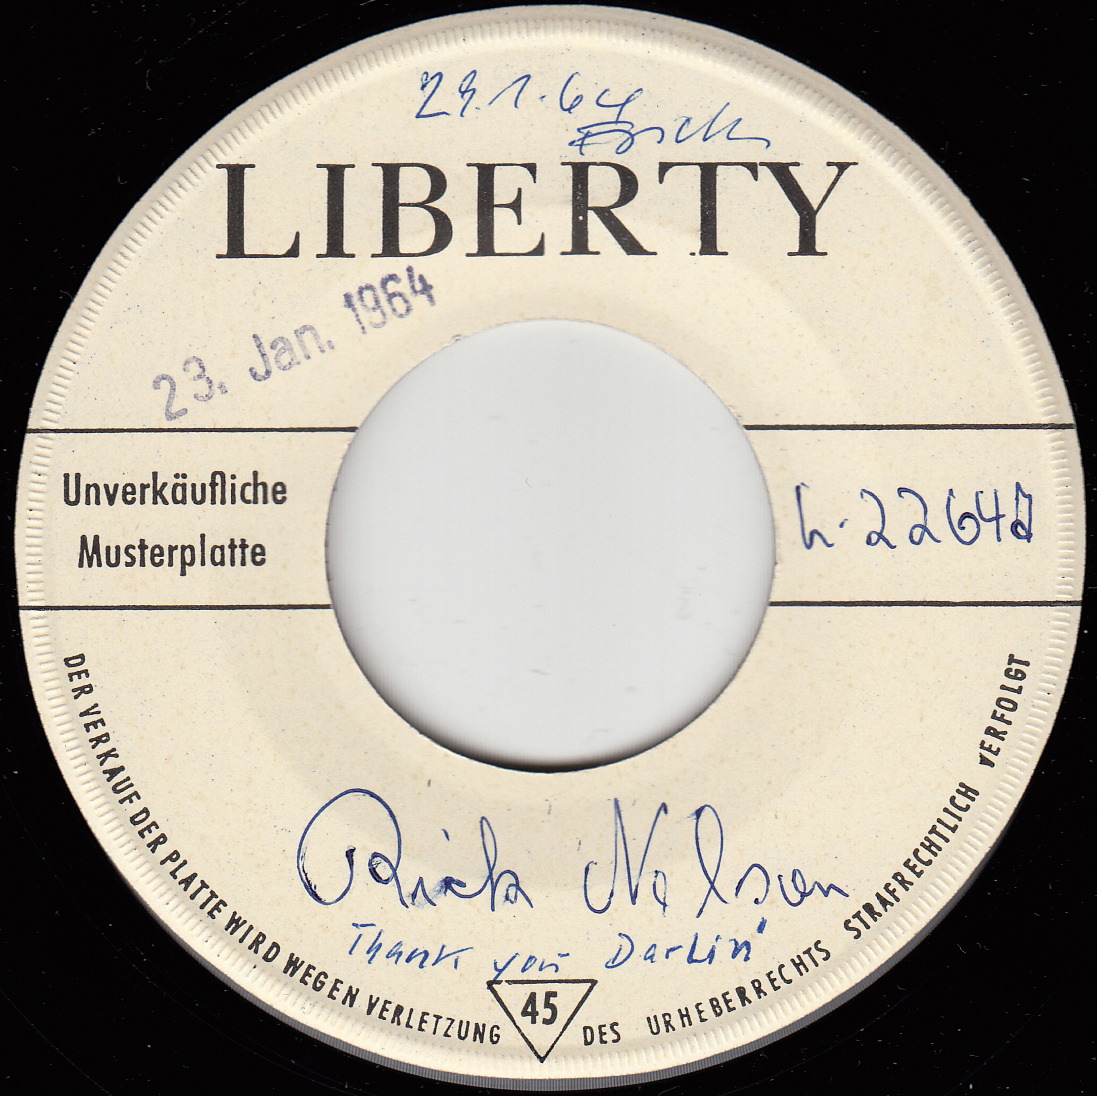 29.1.64
LIBERTY
23. Jan. 1964
Unverkäufliche
Musterplatte
L-22647
Rick Nelson
Thank you Darlin'
45
DER VERKAUF DER PLATTE WIRD WEGEN VERLETZUNG DES URHEBERRECHTS STRAFRECHTLICH VERFOLGT